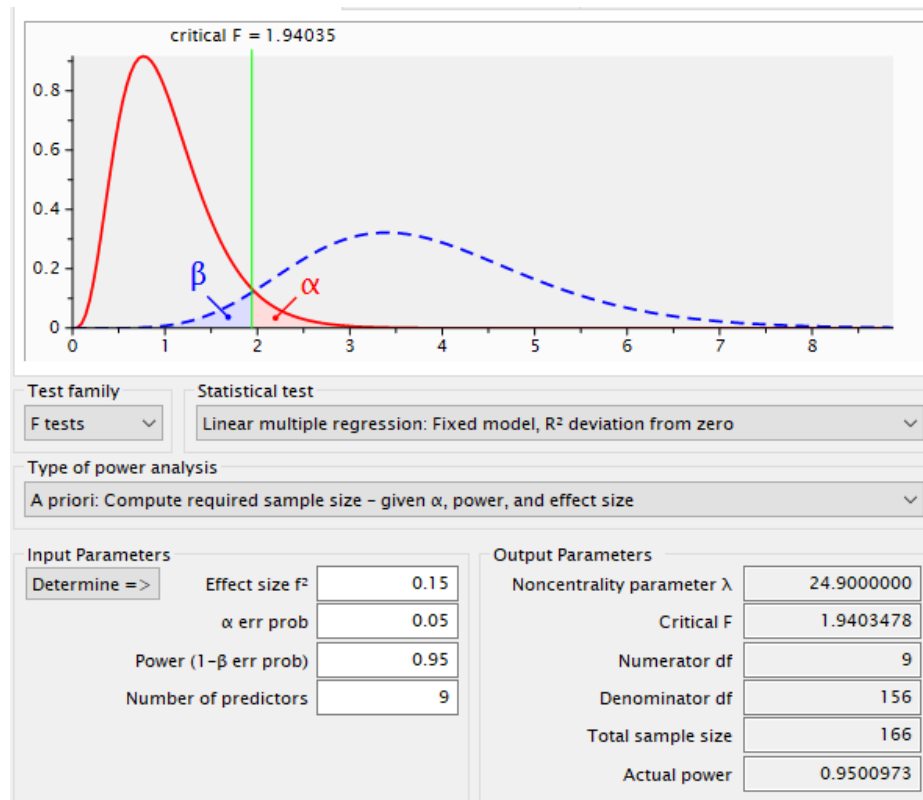 critical F = 1.94035
0.8
0.6
0.4
0.2
0
β
α
0 1 2 3 4 5 6 7 8
Test family
Statistical test
F tests
Linear multiple regression: Fixed model, R² deviation from zero
Type of power analysis
A priori: Compute required sample size – given α, power, and effect size
Input Parameters
Output Parameters
Determine =>
Effect size f² 0.15
Noncentrality parameter λ 24.9000000
α err prob 0.05
Critical F 1.9403478
Power (1-β err prob) 0.95
Numerator df 9
Number of predictors 9
Denominator df 156
Total sample size 166
Actual power 0.9500973